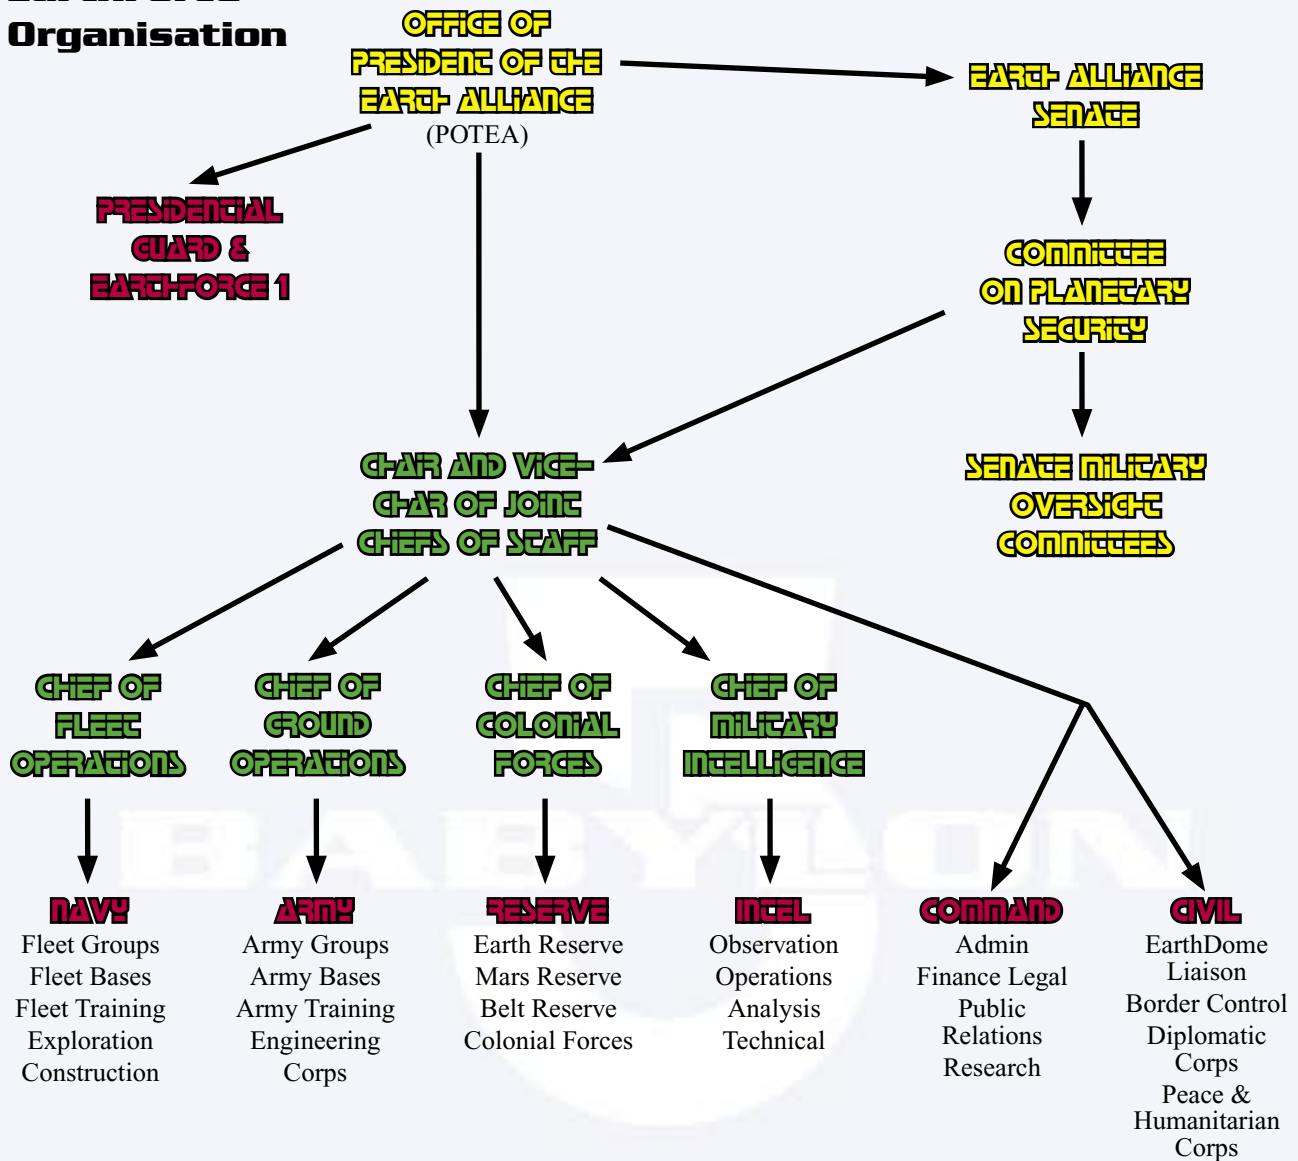 Organisation
OFFICE OF
PRESIDENT OF THE
EARTH ALLIANCE
(POTEA)
EARTH ALLIANCE
SENATE
PRESIDENTIAL
GUARD &
EARTHFORCE 1
COMMITTEE
ON PLANETARY
SECURITY
CHAIR AND VICE-
CHAR OF JOINT
CHIEFS OF STAFF
SENATE MILITARY
OVERSIGHT
COMMITTEES
CHIEF OF
FLEET
OPERATIONS
CHIEF OF
GROUND
OPERATIONS
CHIEF OF
COLONIAL
FORCES
CHIEF OF
MILITARY
INTELLIGENCE
5
BABYLON
NAVY
Fleet Groups
Fleet Bases
Fleet Training
Exploration
Construction
ARMY
Army Groups
Army Bases
Army Training
Engineering
Corps
RESERVE
Earth Reserve
Mars Reserve
Belt Reserve
Colonial Forces
INTEL
Observation
Operations
Analysis
Technical
COMMAND
Admin
Finance Legal
Public
Relations
Research
CIVIL
EarthDome
Liaison
Border Control
Diplomatic
Corps
Peace &
Humanitarian
Corps